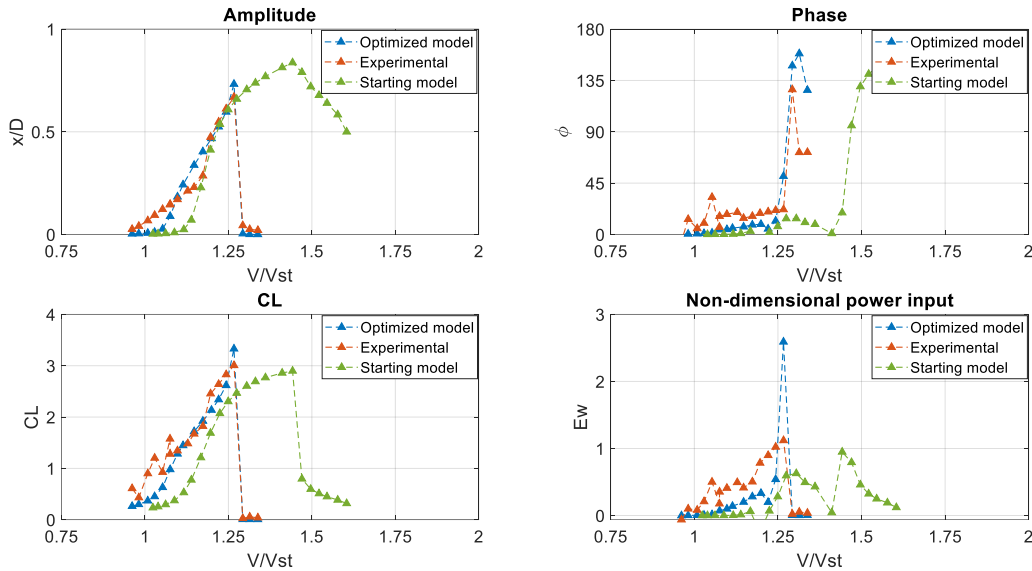 Amplitude
1
0.5
0
x/D
0.75
1
1.25
1.5
1.75
2
V/Vst
Optimized model
Experimental
Starting model
Phase
180
135
90
45
0
ϕ
0.75
1
1.25
1.5
1.75
2
V/Vst
Optimized model
Experimental
Starting model
CL
4
3
2
1
0
CL
0.75
1
1.25
1.5
1.75
2
V/Vst
Optimized model
Experimental
Starting model
Non-dimensional power input
3
2
1
0
Ew
0.75
1
1.25
1.5
1.75
2
V/Vst
Optimized model
Experimental
Starting model